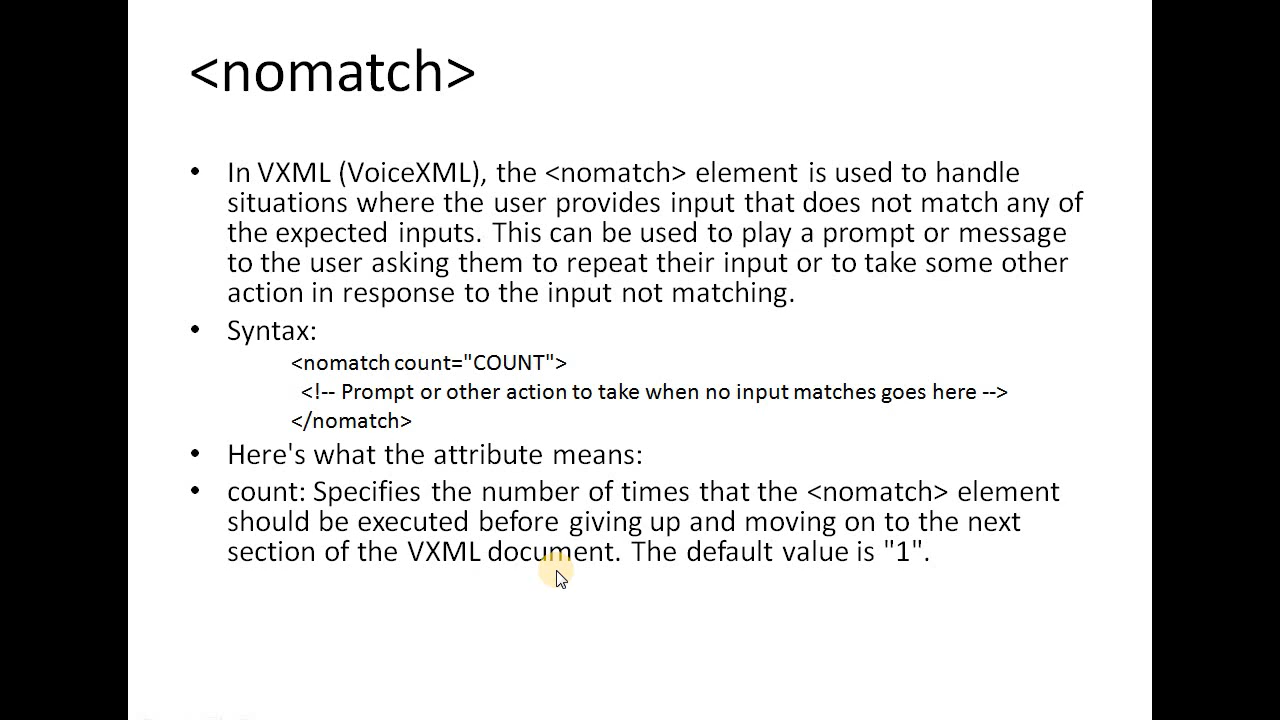 <nomatch>
• In VXML (VoiceXML), the <nomatch> element is used to handle
situations where the user provides input that does not match any of
the expected inputs. This can be used to play a prompt or message
to the user asking them to repeat their input or to take some other
action in response to the input not matching.
• Syntax:
<nomatch count="COUNT">
<!-- Prompt or other action to take when no input matches goes here -->
</nomatch>
• Here's what the attribute means:
• count: Specifies the number of times that the <nomatch> element
should be executed before giving up and moving on to the next
section of the VXML document. The default value is "1".